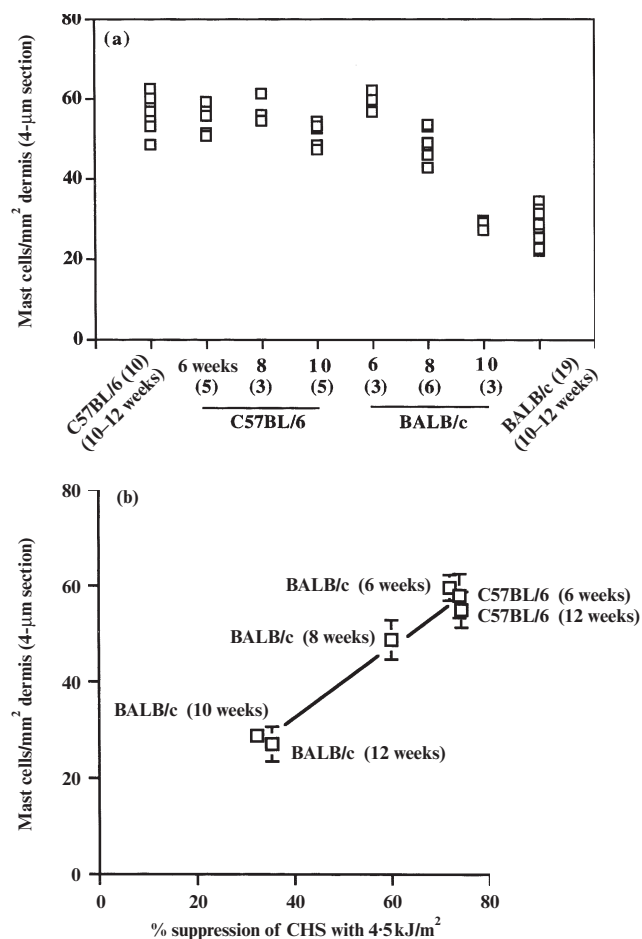 80
(a)
60
40
20
0
Mast cells/mm² dermis (4-μm section)
C57BL/6 (10)
(10–12 weeks)
6 weeks 8 10 6 8 10
(5) (3) (5) (3) (6) (3)
C57BL/6 BALB/c
BALB/c (19)
(10–12 weeks)
80
(b)
60
40
20
0
Mast cells/mm² dermis (4-μm section)
BALB/c (6 weeks)
C57BL/6 (6 weeks)
C57BL/6 (12 weeks)
BALB/c (8 weeks)
BALB/c (10 weeks)
BALB/c (12 weeks)
0 20 40 60 80
% suppression of CHS with 4·5kJ/m²